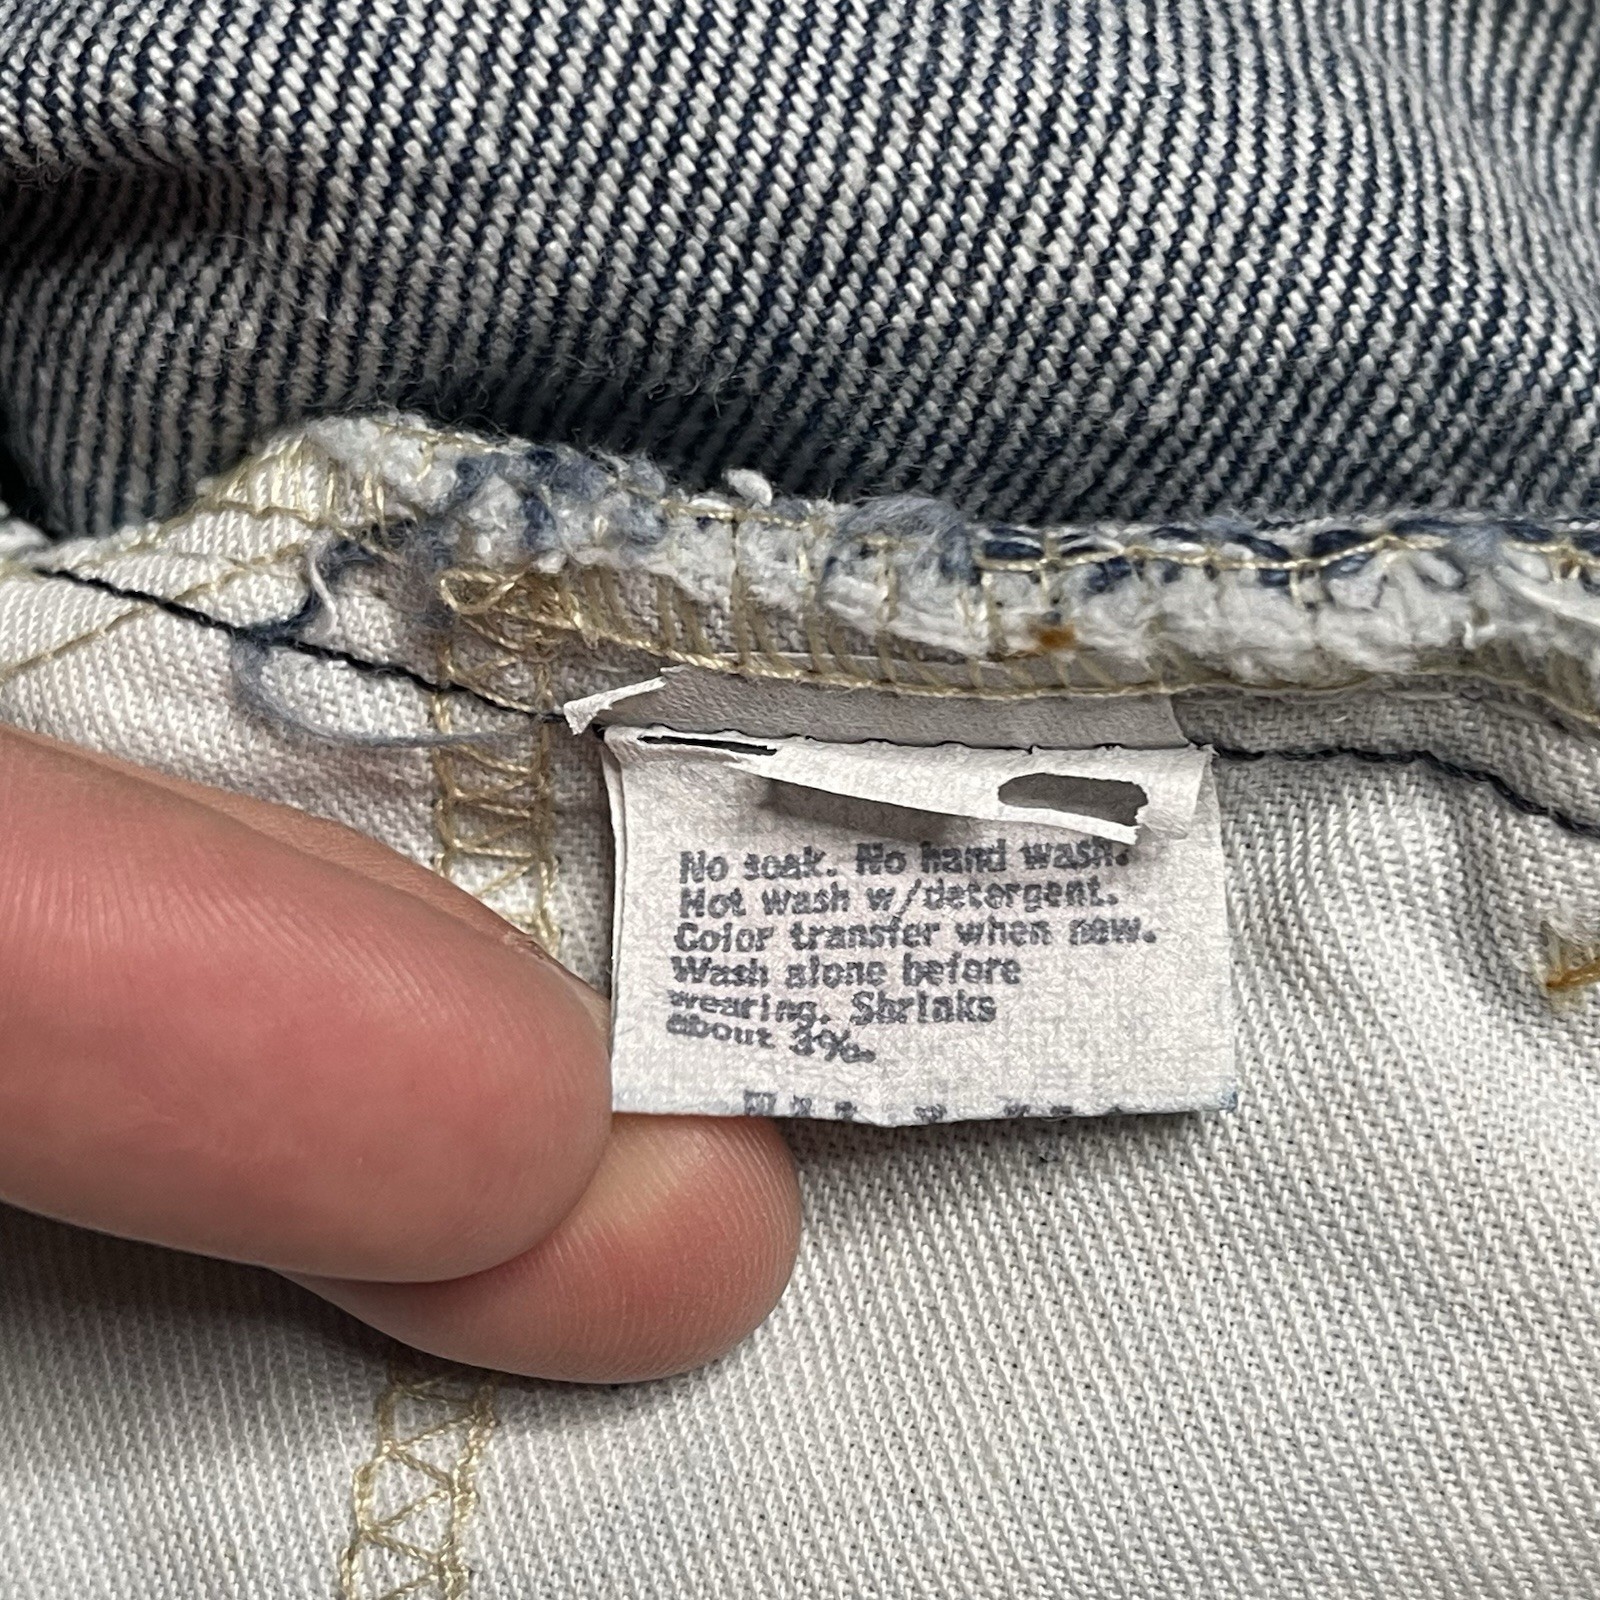 No soak. No hand wash.
Hot wash w/detergent.
Color transfer when new.
Wash alone before
wearing. Shrinks
about 3%.